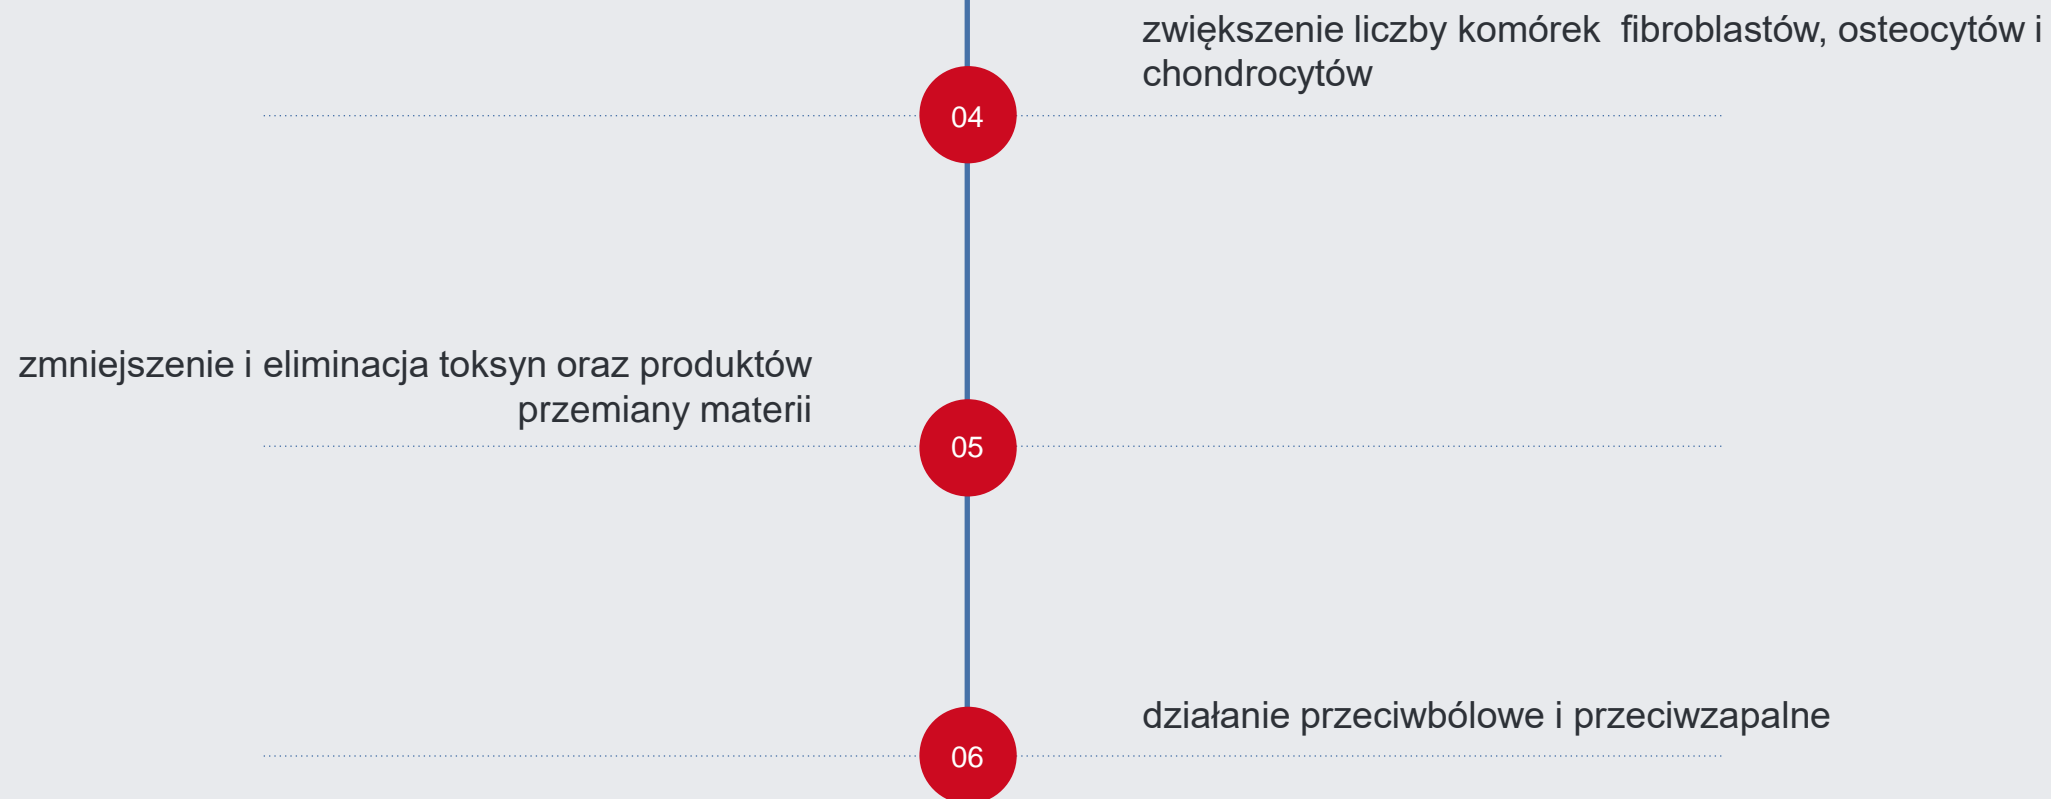 zwiększenie liczby komórek  fibroblastów, osteocytów i
chondrocytów
04
zmniejszenie i eliminacja toksyn oraz produktów
przemiany materii
05
działanie przeciwbólowe i przeciwzapalne
06